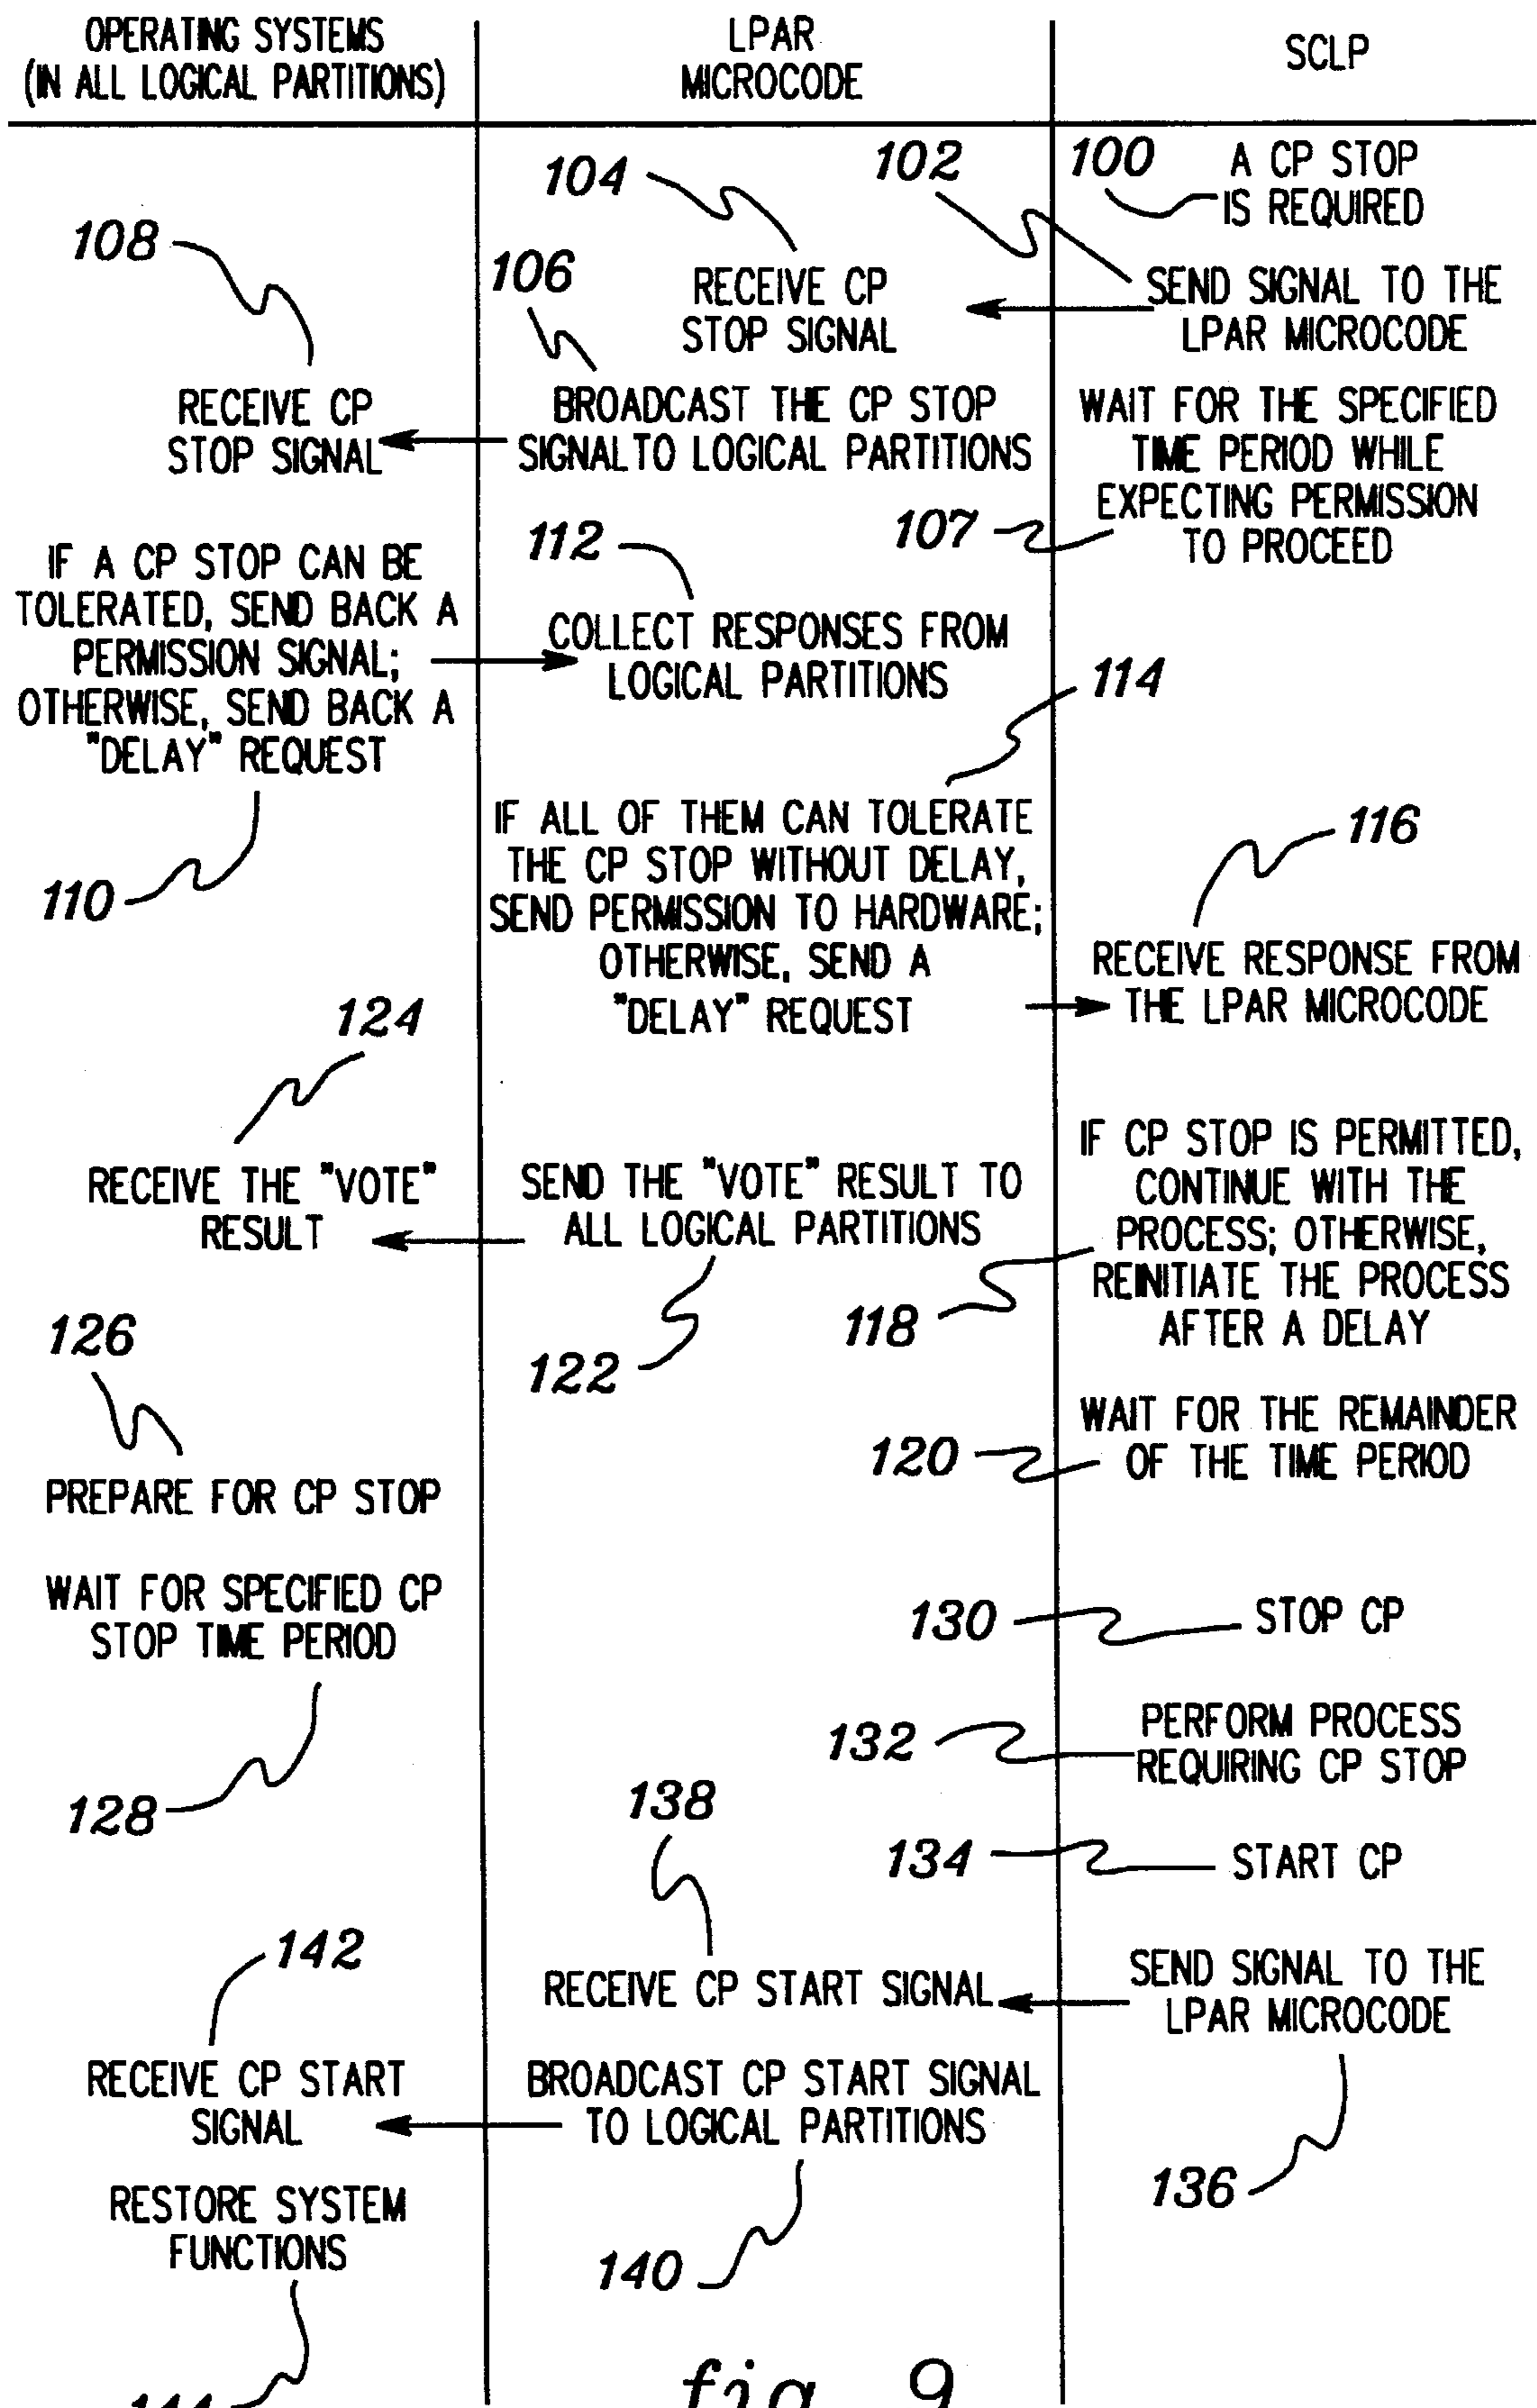 OPERATING SYSTEMS
(IN ALL LOGICAL PARTITIONS)
LPAR
MICROCODE
SCLP
100
A CP STOP
IS REQUIRED
102
SEND SIGNAL TO THE
LPAR MICROCODE
104
RECEIVE CP
STOP SIGNAL
106
BROADCAST THE CP STOP
SIGNAL TO LOGICAL PARTITIONS
WAIT FOR THE SPECIFIED
TIME PERIOD WHILE
EXPECTING PERMISSION
TO PROCEED
107
108
RECEIVE CP
STOP SIGNAL
IF A CP STOP CAN BE
TOLERATED, SEND BACK A
PERMISSION SIGNAL;
OTHERWISE, SEND BACK A
"DELAY" REQUEST
110
112
COLLECT RESPONSES FROM
LOGICAL PARTITIONS
114
IF ALL OF THEM CAN TOLERATE
THE CP STOP WITHOUT DELAY,
SEND PERMISSION TO HARDWARE;
OTHERWISE, SEND A
"DELAY" REQUEST
116
RECEIVE RESPONSE FROM
THE LPAR MICROCODE
IF CP STOP IS PERMITTED,
CONTINUE WITH THE
PROCESS; OTHERWISE,
REINITIATE THE PROCESS
AFTER A DELAY
118
WAIT FOR THE REMAINDER
OF THE TIME PERIOD
120
SEND THE "VOTE" RESULT TO
ALL LOGICAL PARTITIONS
122
124
RECEIVE THE "VOTE"
RESULT
126
PREPARE FOR CP STOP
WAIT FOR SPECIFIED CP
STOP TIME PERIOD
128
130
STOP CP
132
PERFORM PROCESS
REQUIRING CP STOP
134
START CP
SEND SIGNAL TO THE
LPAR MICROCODE
136
138
RECEIVE CP START SIGNAL
BROADCAST CP START SIGNAL
TO LOGICAL PARTITIONS
140
142
RECEIVE CP START
SIGNAL
RESTORE SYSTEM
FUNCTIONS
fig. 9